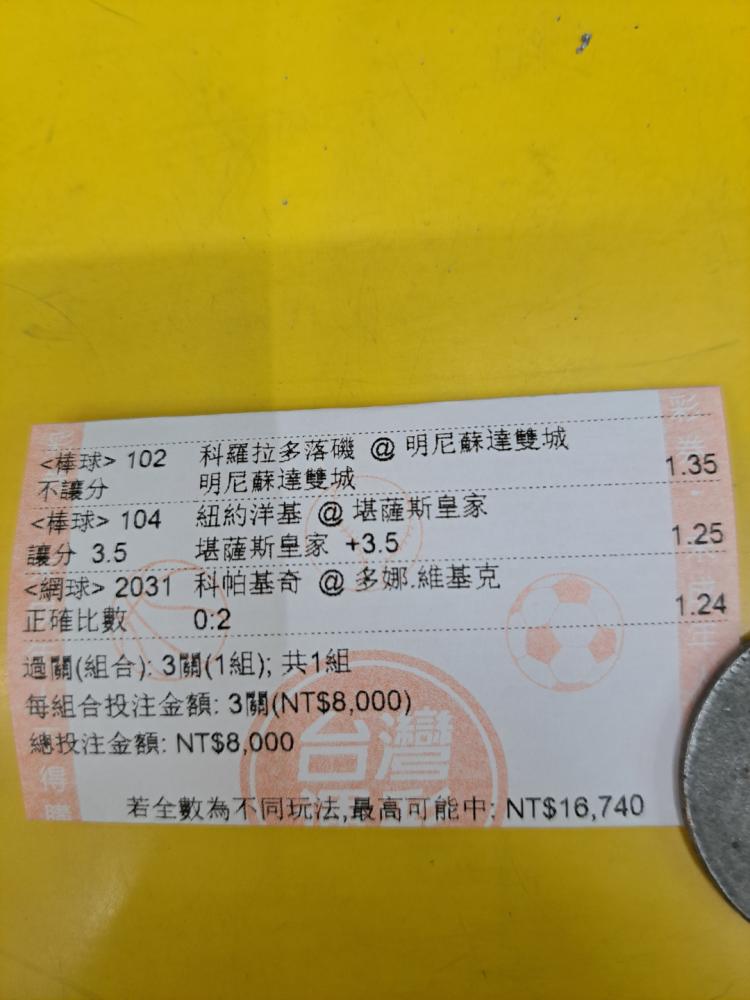 <棒球> 102 科羅拉多落磯 @ 明尼蘇達雙城
不讓分 明尼蘇達雙城 1.35
<棒球> 104 紐約洋基 @ 堪薩斯皇家
讓分 3.5 堪薩斯皇家 +3.5 1.25
<網球> 2031 科帕基奇 @ 多娜.維基克
正確比數 0:2 1.24
過關(組合): 3關(1組); 共1組
每組合投注金額: 3關(NT$8,000)
總投注金額: NT$8,000
台灣
若全數為不同玩法,最高可能中: NT$16,740